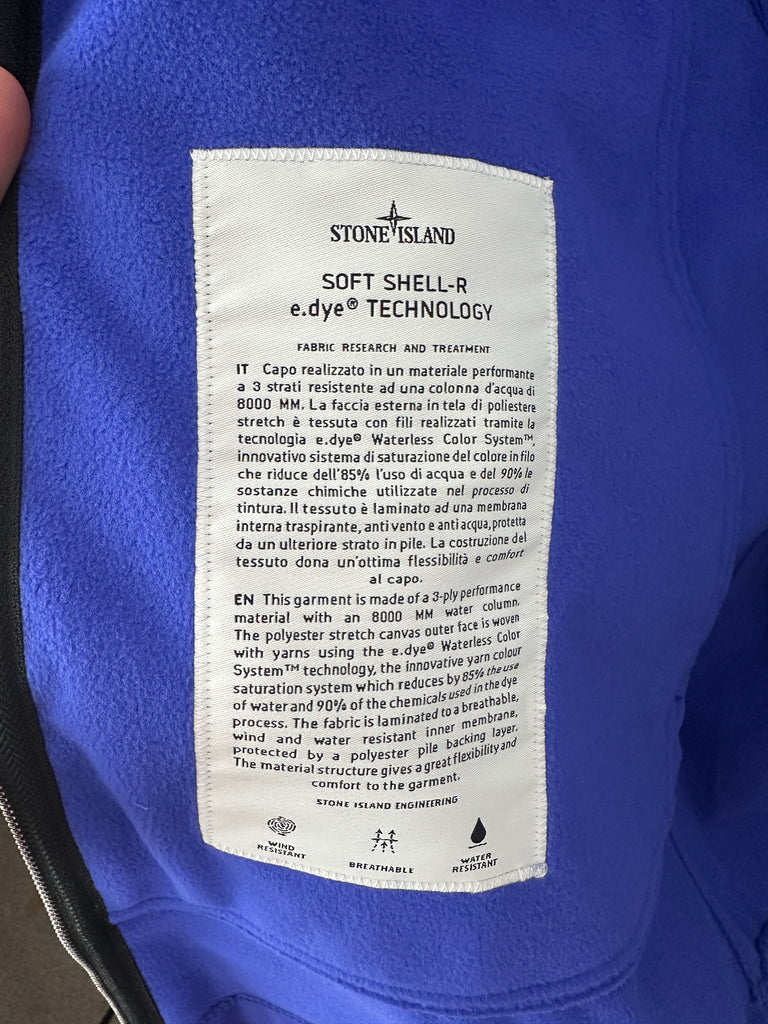 STONE ISLAND
SOFT SHELL-R
e.dye® TECHNOLOGY
FABRIC RESEARCH AND TREATMENT
IT Capo realizzato in un materiale performante
a 3 strati resistente ad una colonna d'acqua di
8000 MM. La faccia esterna in tela di poliestere
stretch è tessuta con fili realizzati tramite la
tecnologia e.dye® Waterless Color System™,
innovativo sistema di saturazione del colore in filo
che riduce dell'85% l'uso di acqua e del 90% le
sostanze chimiche utilizzate nel processo di
tintura. Il tessuto è laminato ad una membrana
interna traspirante, anti vento e anti acqua, protetta
da un ulteriore strato in pile. La costruzione del
tessuto dona un'ottima flessibilità e comfort
al capo.
EN This garment is made of a 3-ply performance
material with an 8000 MM water column.
The polyester stretch canvas outer face is woven
with yarns using the e.dye® Waterless Color
System™ technology, the innovative yarn colour
saturation system which reduces by 85% the use
of water and 90% of the chemicals used in the dye
process. The fabric is laminated to a breathable,
wind and water resistant inner membrane,
protected by a polyester pile backing layer.
The material structure gives a great flexibility and
comfort to the garment.
STONE ISLAND ENGINEERING
WIND
RESISTANT
BREATHABLE
WATER
RESISTANT